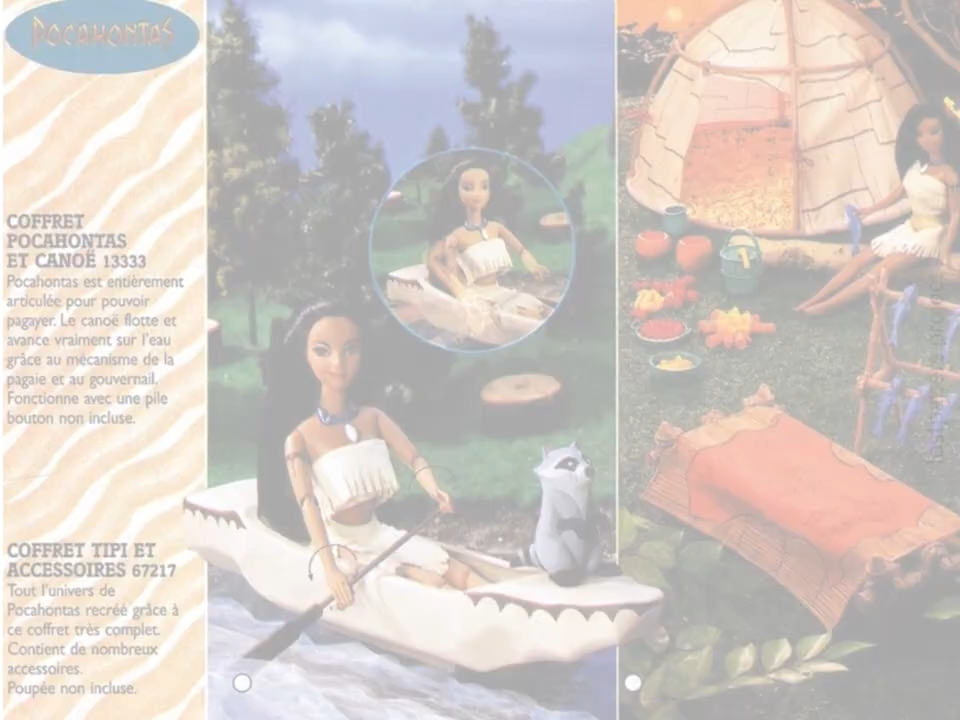 POCAHONTAS
COFFRET
POCAHONTAS
ET CANOË 13333
Pocahontas est entièrement
articulée pour pouvoir
pagayer. Le canoë flotte et
avance vraiment sur l'eau
grâce au mécanisme de la
pagaie et au gouvernail.
Fonctionne avec une pile
bouton non incluse.
COFFRET TIPI ET
ACCESSOIRES 67217
Tout l'univers de
Pocahontas recréé grâce à
ce coffret très complet.
Contient de nombreux
accessoires.
Poupée non incluse.